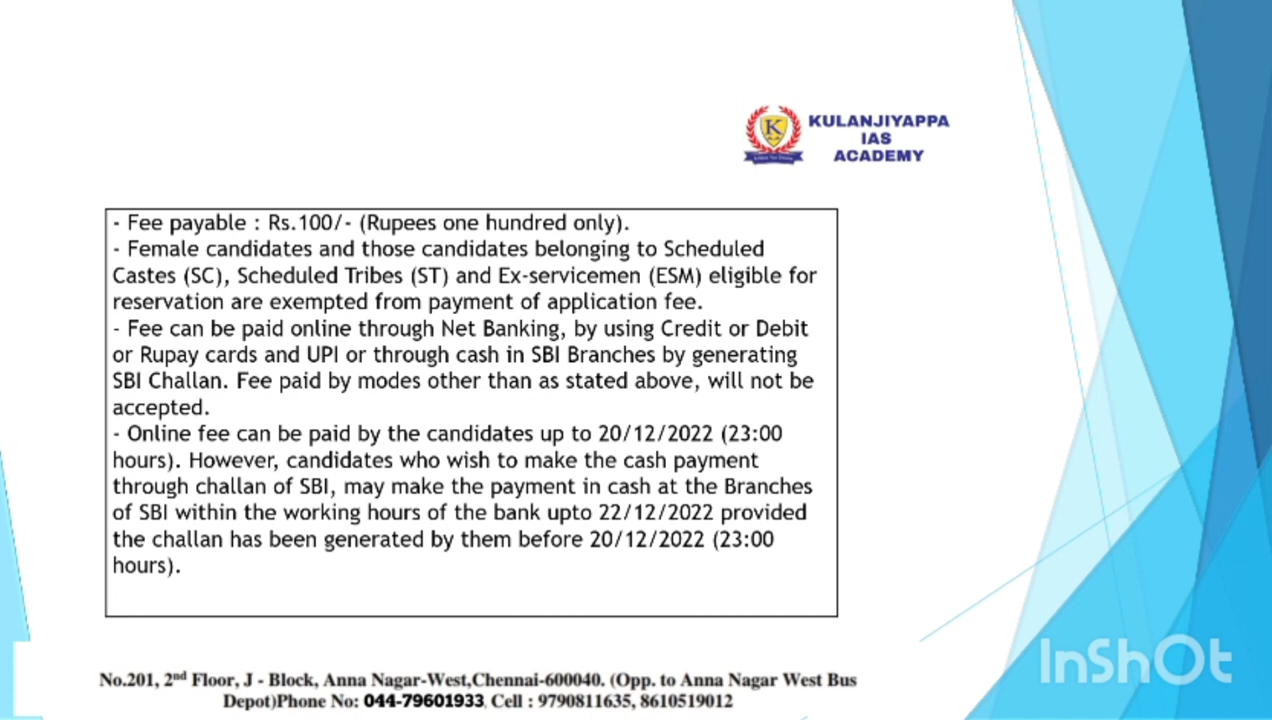 KULANJIYAPPA
IAS
ACADEMY
K
- Fee payable : Rs.100/- (Rupees one hundred only).
- Female candidates and those candidates belonging to Scheduled
Castes (SC), Scheduled Tribes (ST) and Ex-servicemen (ESM) eligible for
reservation are exempted from payment of application fee.
- Fee can be paid online through Net Banking, by using Credit or Debit
or Rupay cards and UPI or through cash in SBI Branches by generating
SBI Challan. Fee paid by modes other than as stated above, will not be
accepted.
- Online fee can be paid by the candidates up to 20/12/2022 (23:00
hours). However, candidates who wish to make the cash payment
through challan of SBI, may make the payment in cash at the Branches
of SBI within the working hours of the bank upto 22/12/2022 provided
the challan has been generated by them before 20/12/2022 (23:00
hours).
InShOt
No.201, 2nd Floor, J - Block, Anna Nagar-West,Chennai-600040. (Opp. to Anna Nagar West Bus
Depot)Phone No: 044-79601933, Cell : 9790811635, 8610519012